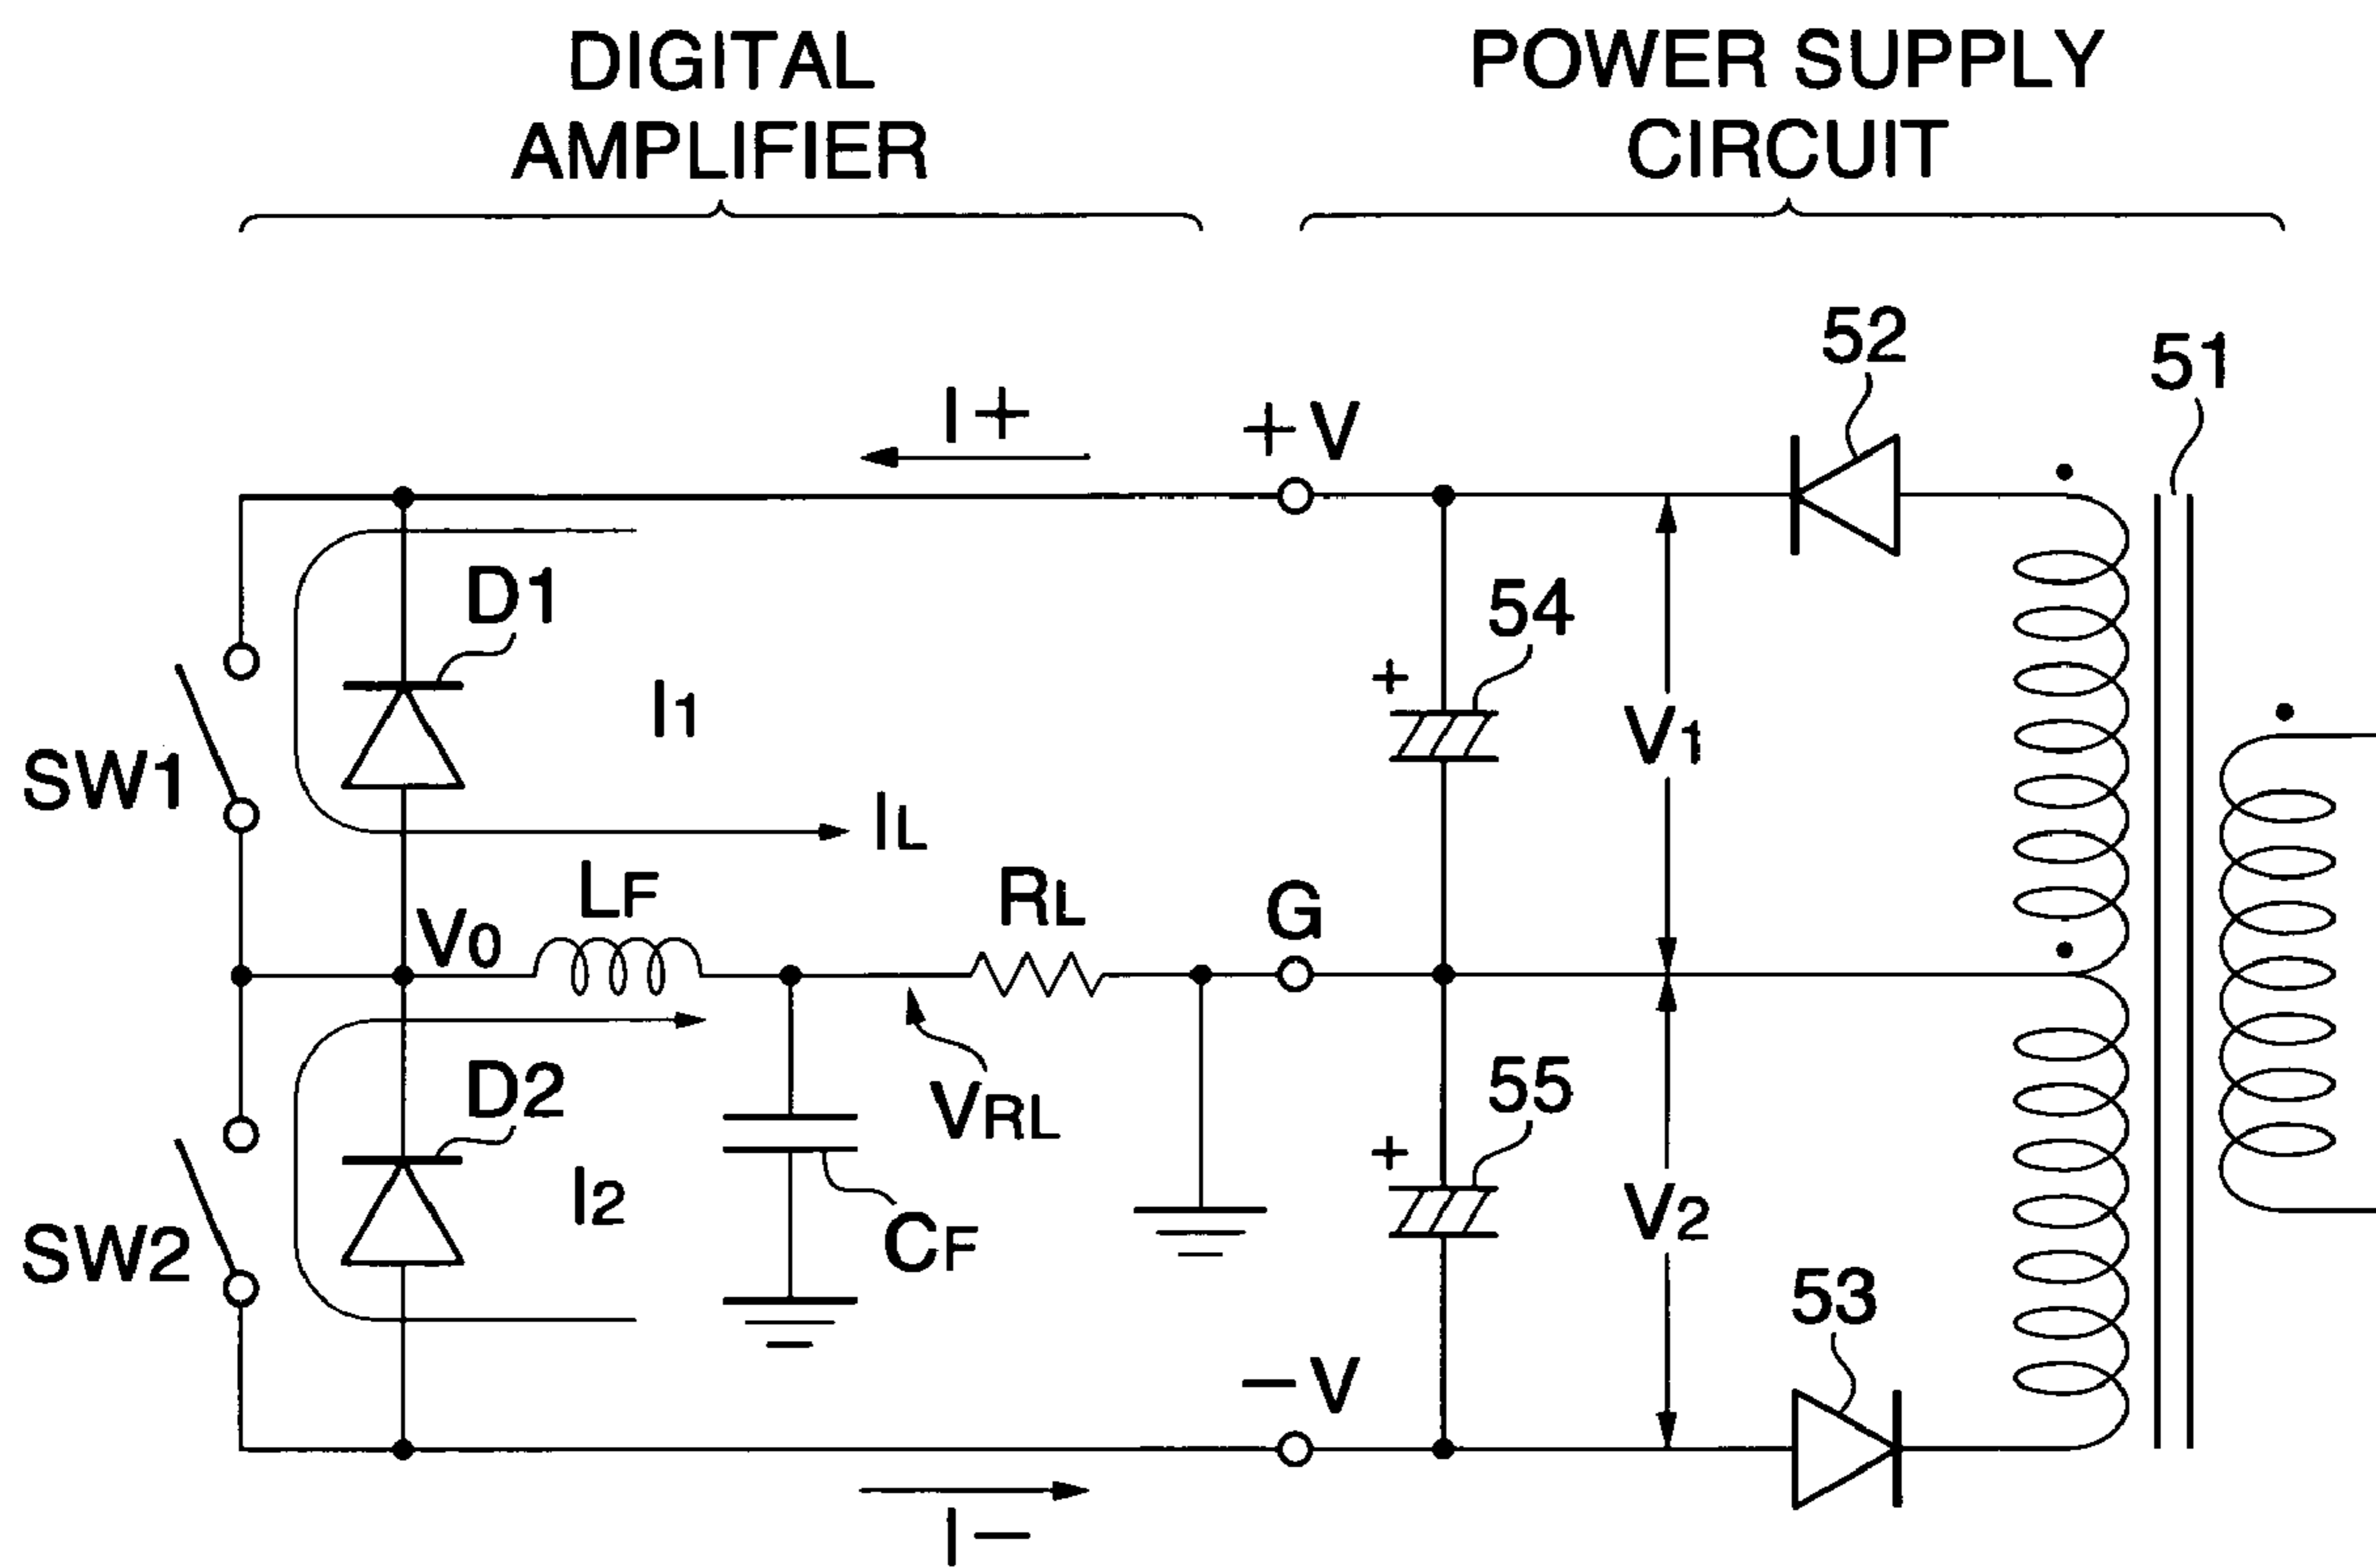 DIGITAL
AMPLIFIER
POWER SUPPLY
CIRCUIT
52
51
I+
+V
D1
54
+
I1
V1
SW1
IL
LF
RL
G
V0
D2
55
+
VRL
I2
V2
CF
SW2
53
−V
I−